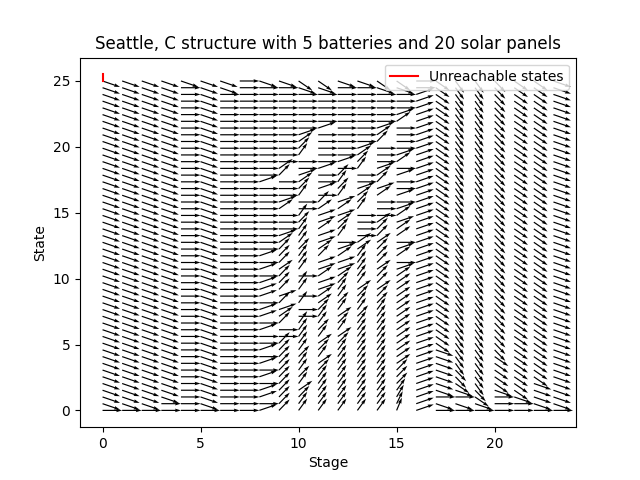 Seattle, C structure with 5 batteries and 20 solar panels
Unreachable states
25
20
15
10
5
0
State
0 5 10 15 20
Stage